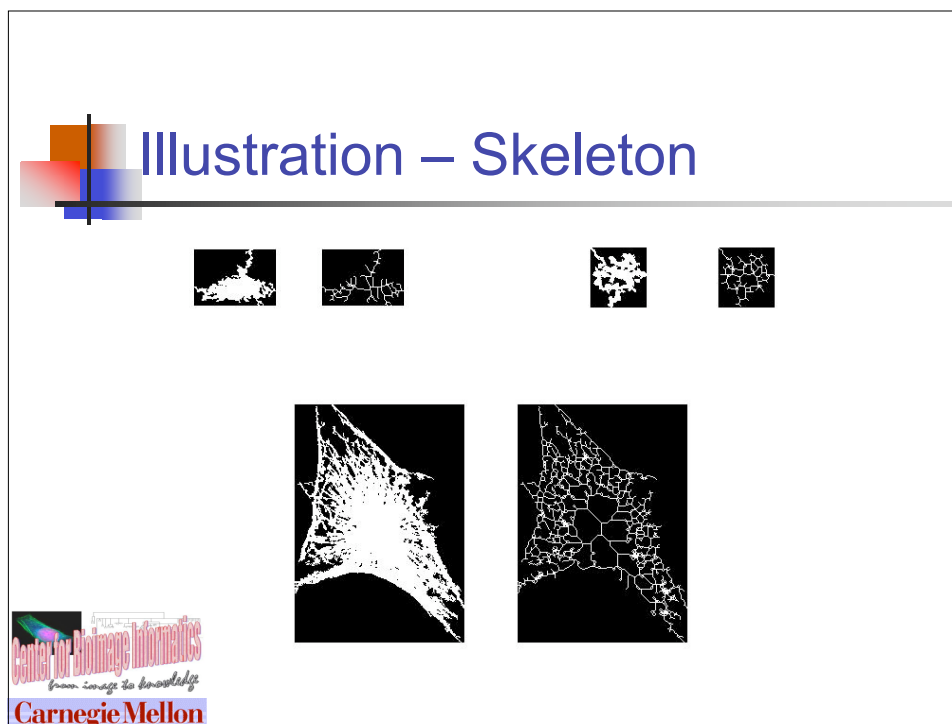 Illustration – Skeleton
Center for Bioimage Informatics
from image to knowledge
Carnegie Mellon